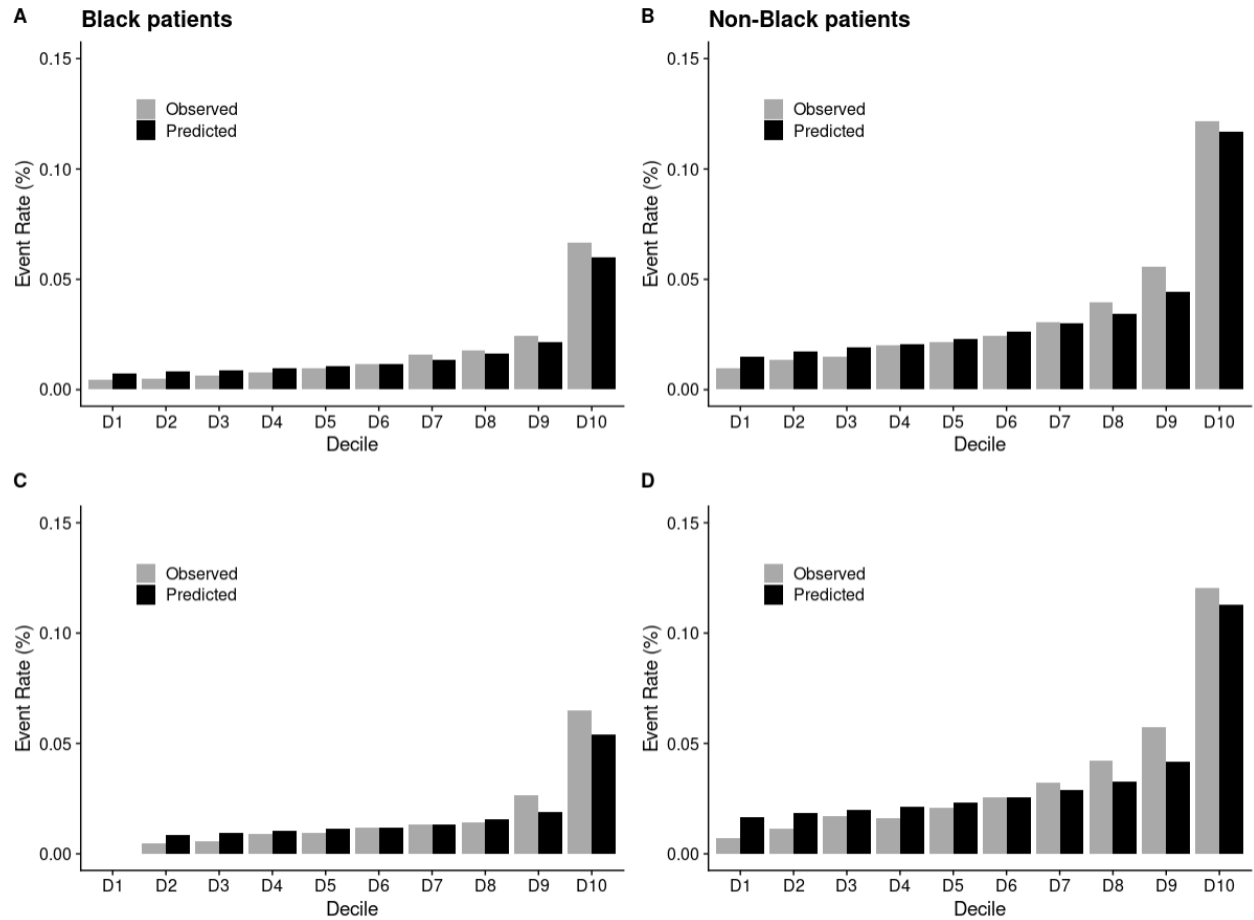 A Black patients
Event Rate (%)
0.15
0.10
0.05
0.00
Observed
Predicted
D1 D2 D3 D4 D5 D6 D7 D8 D9 D10
Decile
B Non-Black patients
Event Rate (%)
0.15
0.10
0.05
0.00
Observed
Predicted
D1 D2 D3 D4 D5 D6 D7 D8 D9 D10
Decile
C
Event Rate (%)
0.15
0.10
0.05
0.00
Observed
Predicted
D1 D2 D3 D4 D5 D6 D7 D8 D9 D10
Decile
D
Event Rate (%)
0.15
0.10
0.05
0.00
Observed
Predicted
D1 D2 D3 D4 D5 D6 D7 D8 D9 D10
Decile